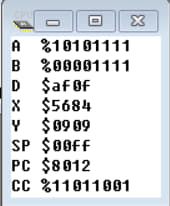 A %10101111
B %00001111
D $af0f
X $5684
Y $0909
SP $00ff
PC $8012
CC %11011001